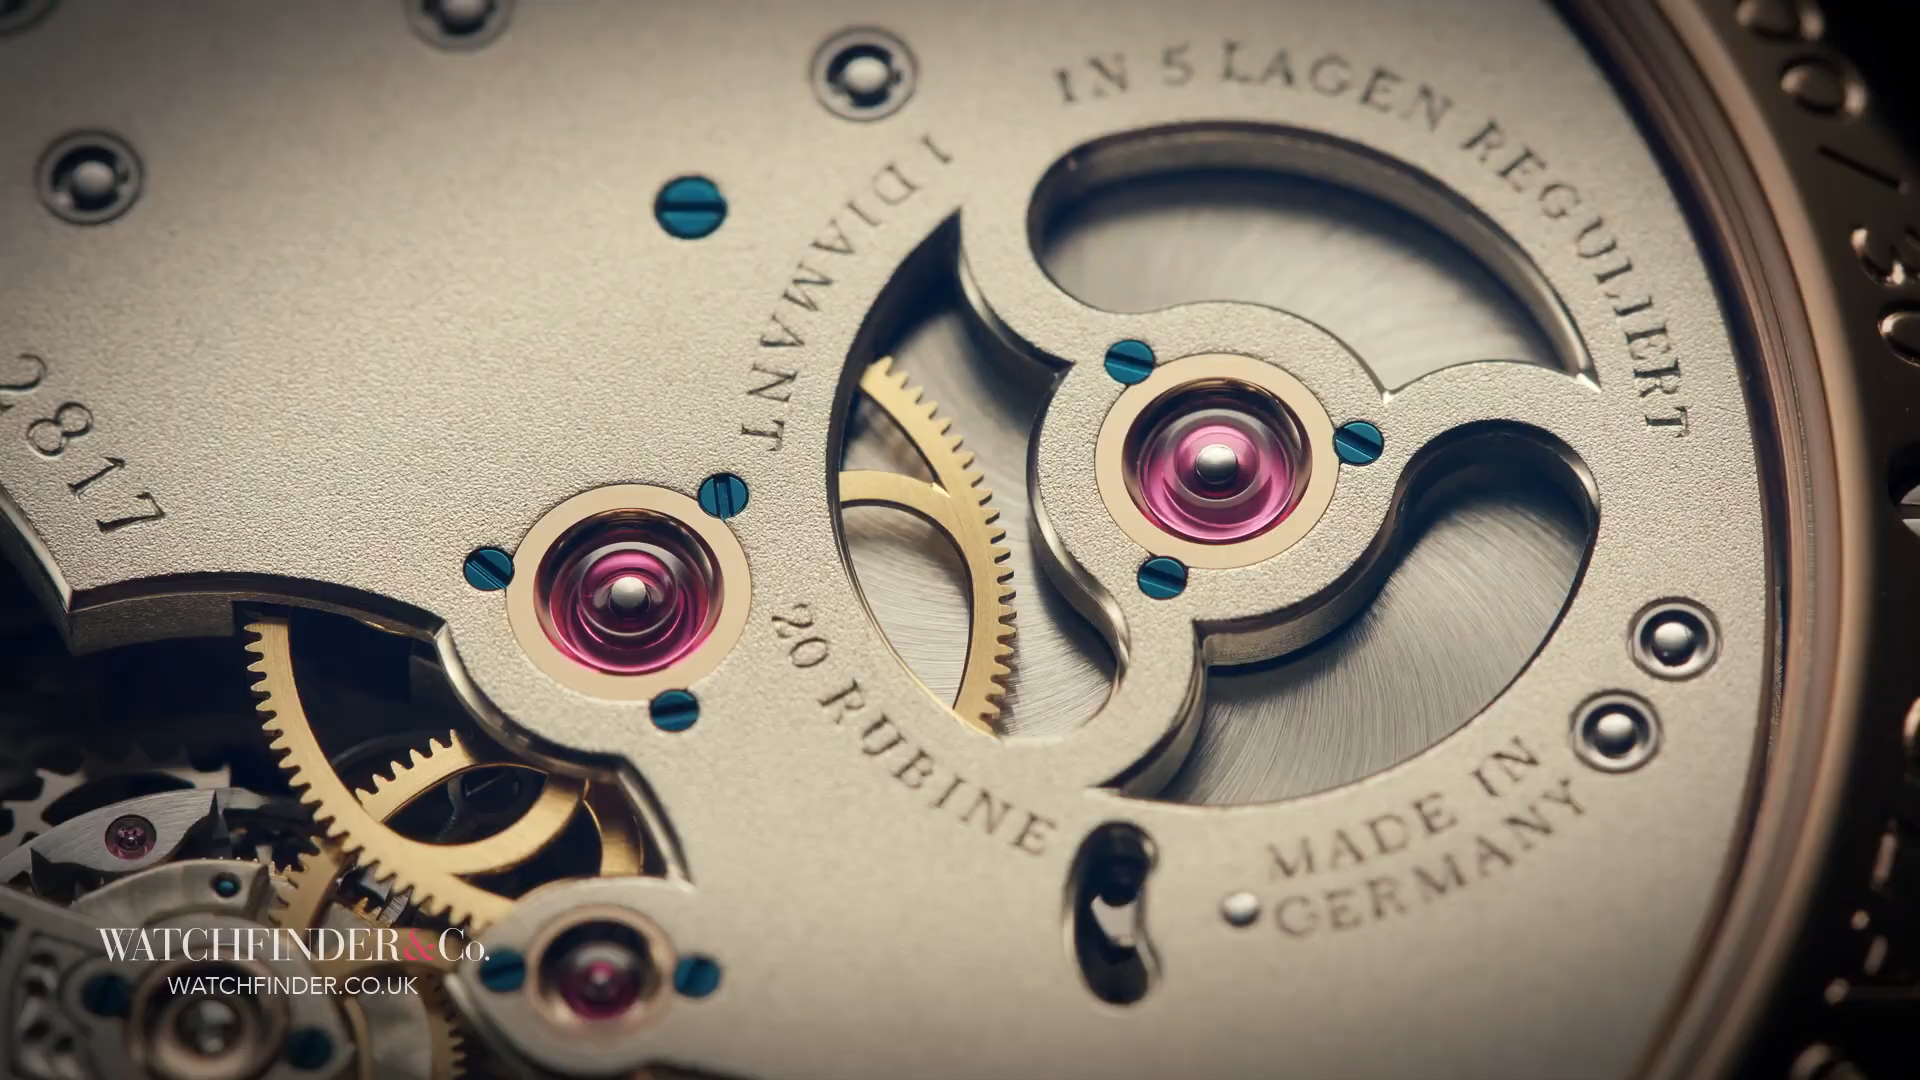 IN 5 LAGEN REGULIERT
1 DIAMANT
2817
20 RUBINE
MADE IN
GERMANY
WATCHFINDER&Co.
WATCHFINDER.CO.UK